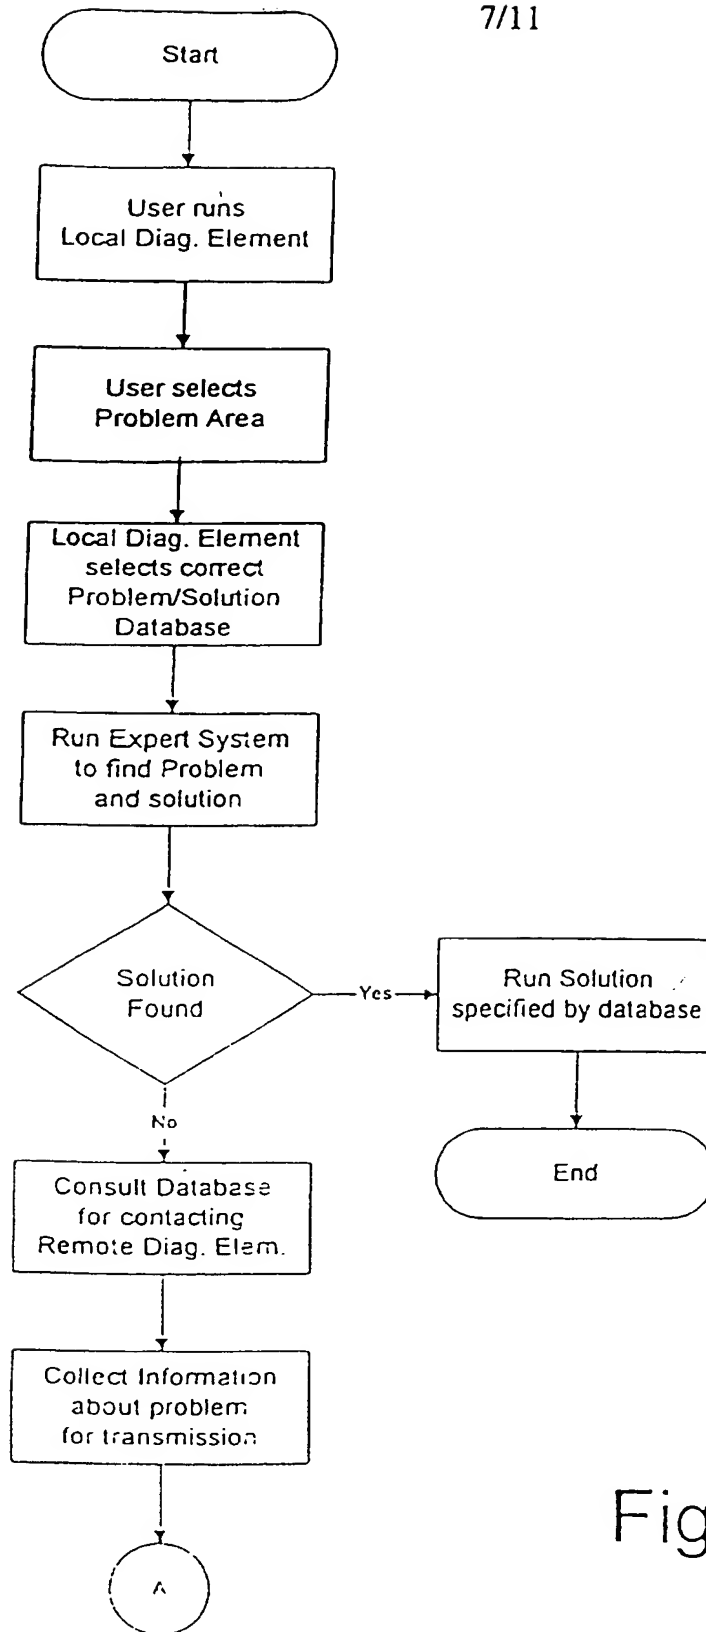 7/11
Start
User runs
Local Diag. Element
User selects
Problem Area
Local Diag. Element
selects correct
Problem/Solution
Database
Run Expert System
to find Problem
and solution
Solution
Found
Yes
Run Solution
specified by database
End
No
Consult Database
for contacting
Remote Diag. Elem.
Collect Information
about problem
for transmission
A
Fig